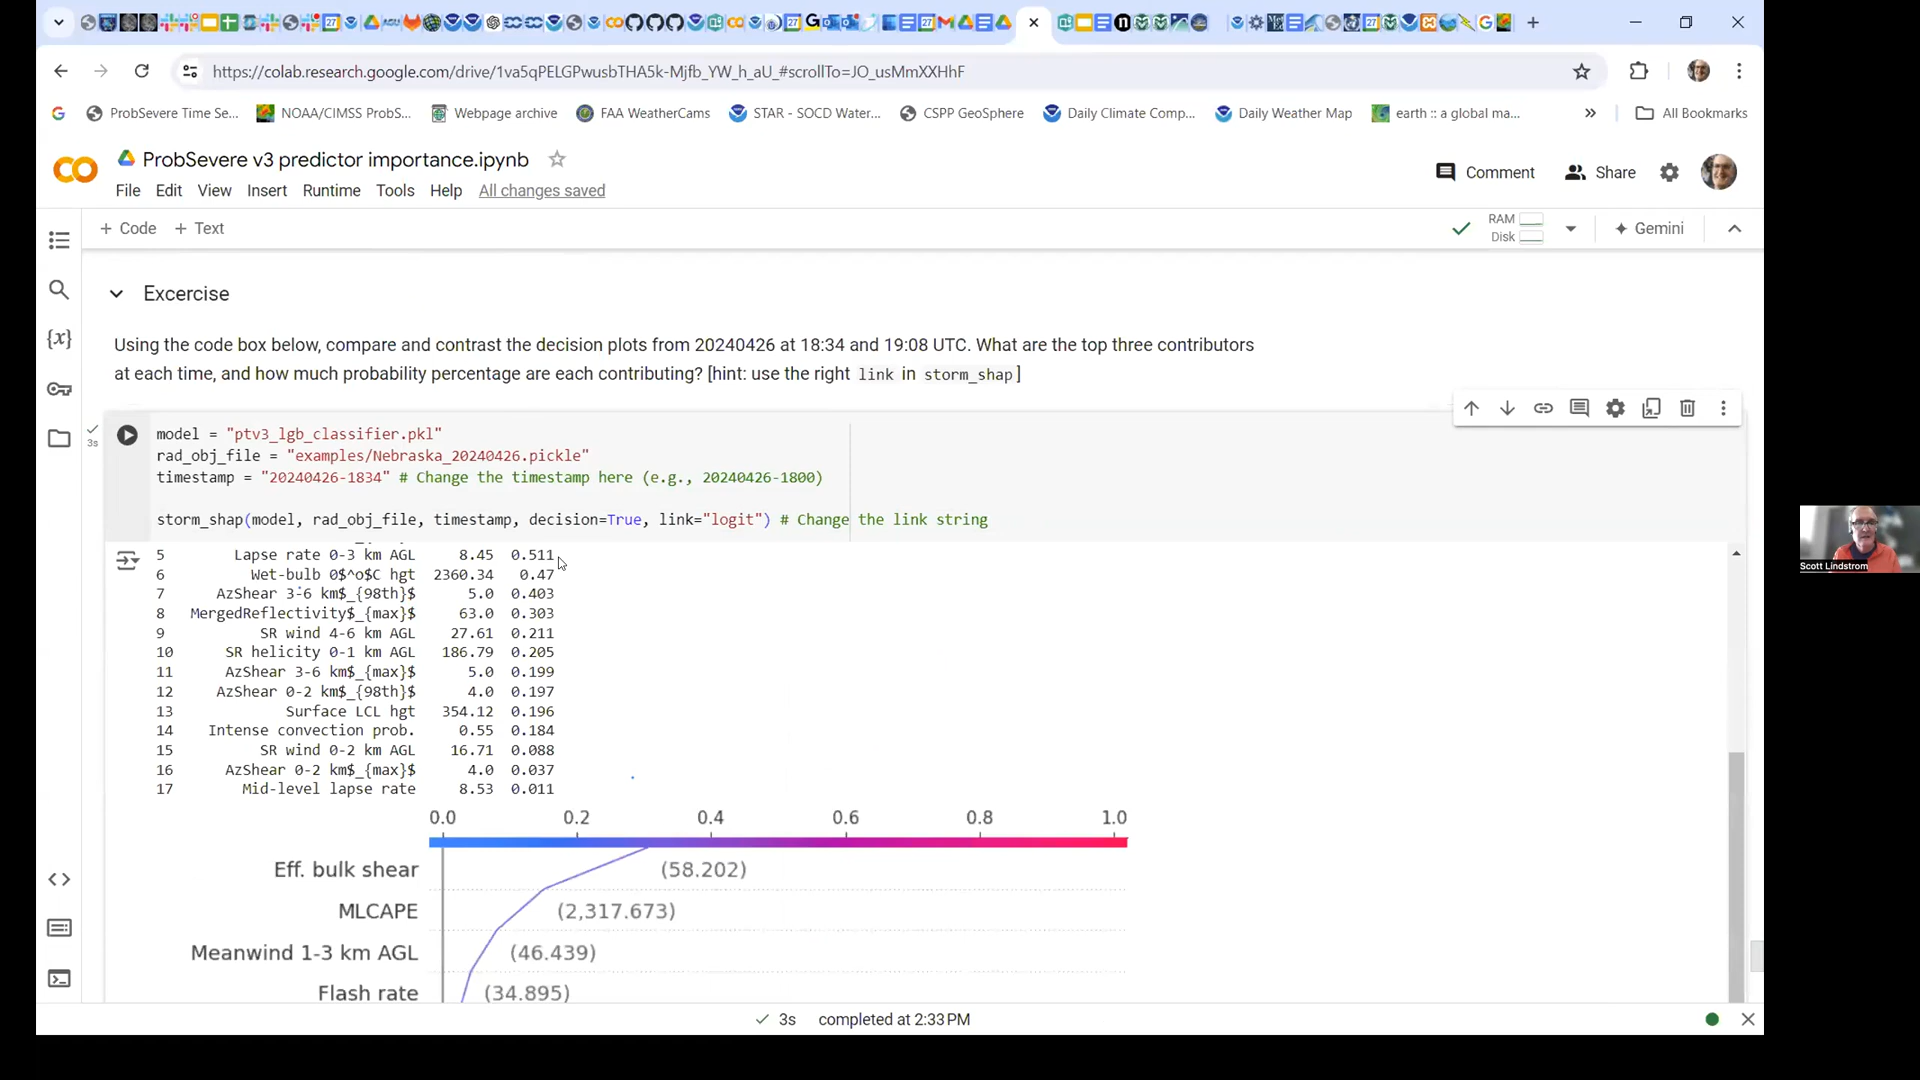 https://colab.research.google.com/drive/1va5qPELGPwusbTHA5k-Mjfb_YW_h_aU_#scrollTo=JO_usMmXXHhF
ProbSevere Time Se...
NOAA/CIMSS ProbS...
Webpage archive
FAA WeatherCams
STAR - SOCD Water...
CSPP GeoSphere
Daily Climate Comp...
Daily Weather Map
earth :: a global ma...
All Bookmarks
ProbSevere v3 predictor importance.ipynb
Comment
Share
File Edit View Insert Runtime Tools Help All changes saved
+ Code + Text
RAM
Disk
Gemini
Excercise
Using the code box below, compare and contrast the decision plots from 20240426 at 18:34 and 19:08 UTC. What are the top three contributors
at each time, and how much probability percentage are each contributing? [hint: use the right link in storm_shap]
3s
model = "ptv3_lgb_classifier.pkl"
rad_obj_file = "examples/Nebraska_20240426.pickle"
timestamp = "20240426-1834" # Change the timestamp here (e.g., 20240426-1800)
storm_shap(model, rad_obj_file, timestamp, decision=True, link="logit") # Change the link string
5 Lapse rate 0-3 km AGL 8.45 0.511
6 Wet-bulb 0$^o$C hgt 2360.34 0.47
7 AzShear 3-6 km$_{98th}$ 5.0 0.403
8 MergedReflectivity$_{max}$ 63.0 0.303
9 SR wind 4-6 km AGL 27.61 0.211
10 SR helicity 0-1 km AGL 186.79 0.205
11 AzShear 3-6 km$_{max}$ 5.0 0.199
12 AzShear 0-2 km$_{98th}$ 4.0 0.197
13 Surface LCL hgt 354.12 0.196
14 Intense convection prob. 0.55 0.184
15 SR wind 0-2 km AGL 16.71 0.088
16 AzShear 0-2 km$_{max}$ 4.0 0.037
17 Mid-level lapse rate 8.53 0.011
0.0 0.2 0.4 0.6 0.8 1.0
Eff. bulk shear (58.202)
MLCAPE (2,317.673)
Meanwind 1-3 km AGL (46.439)
Flash rate (34.895)
3s completed at 2:33 PM
Scott Lindstrom